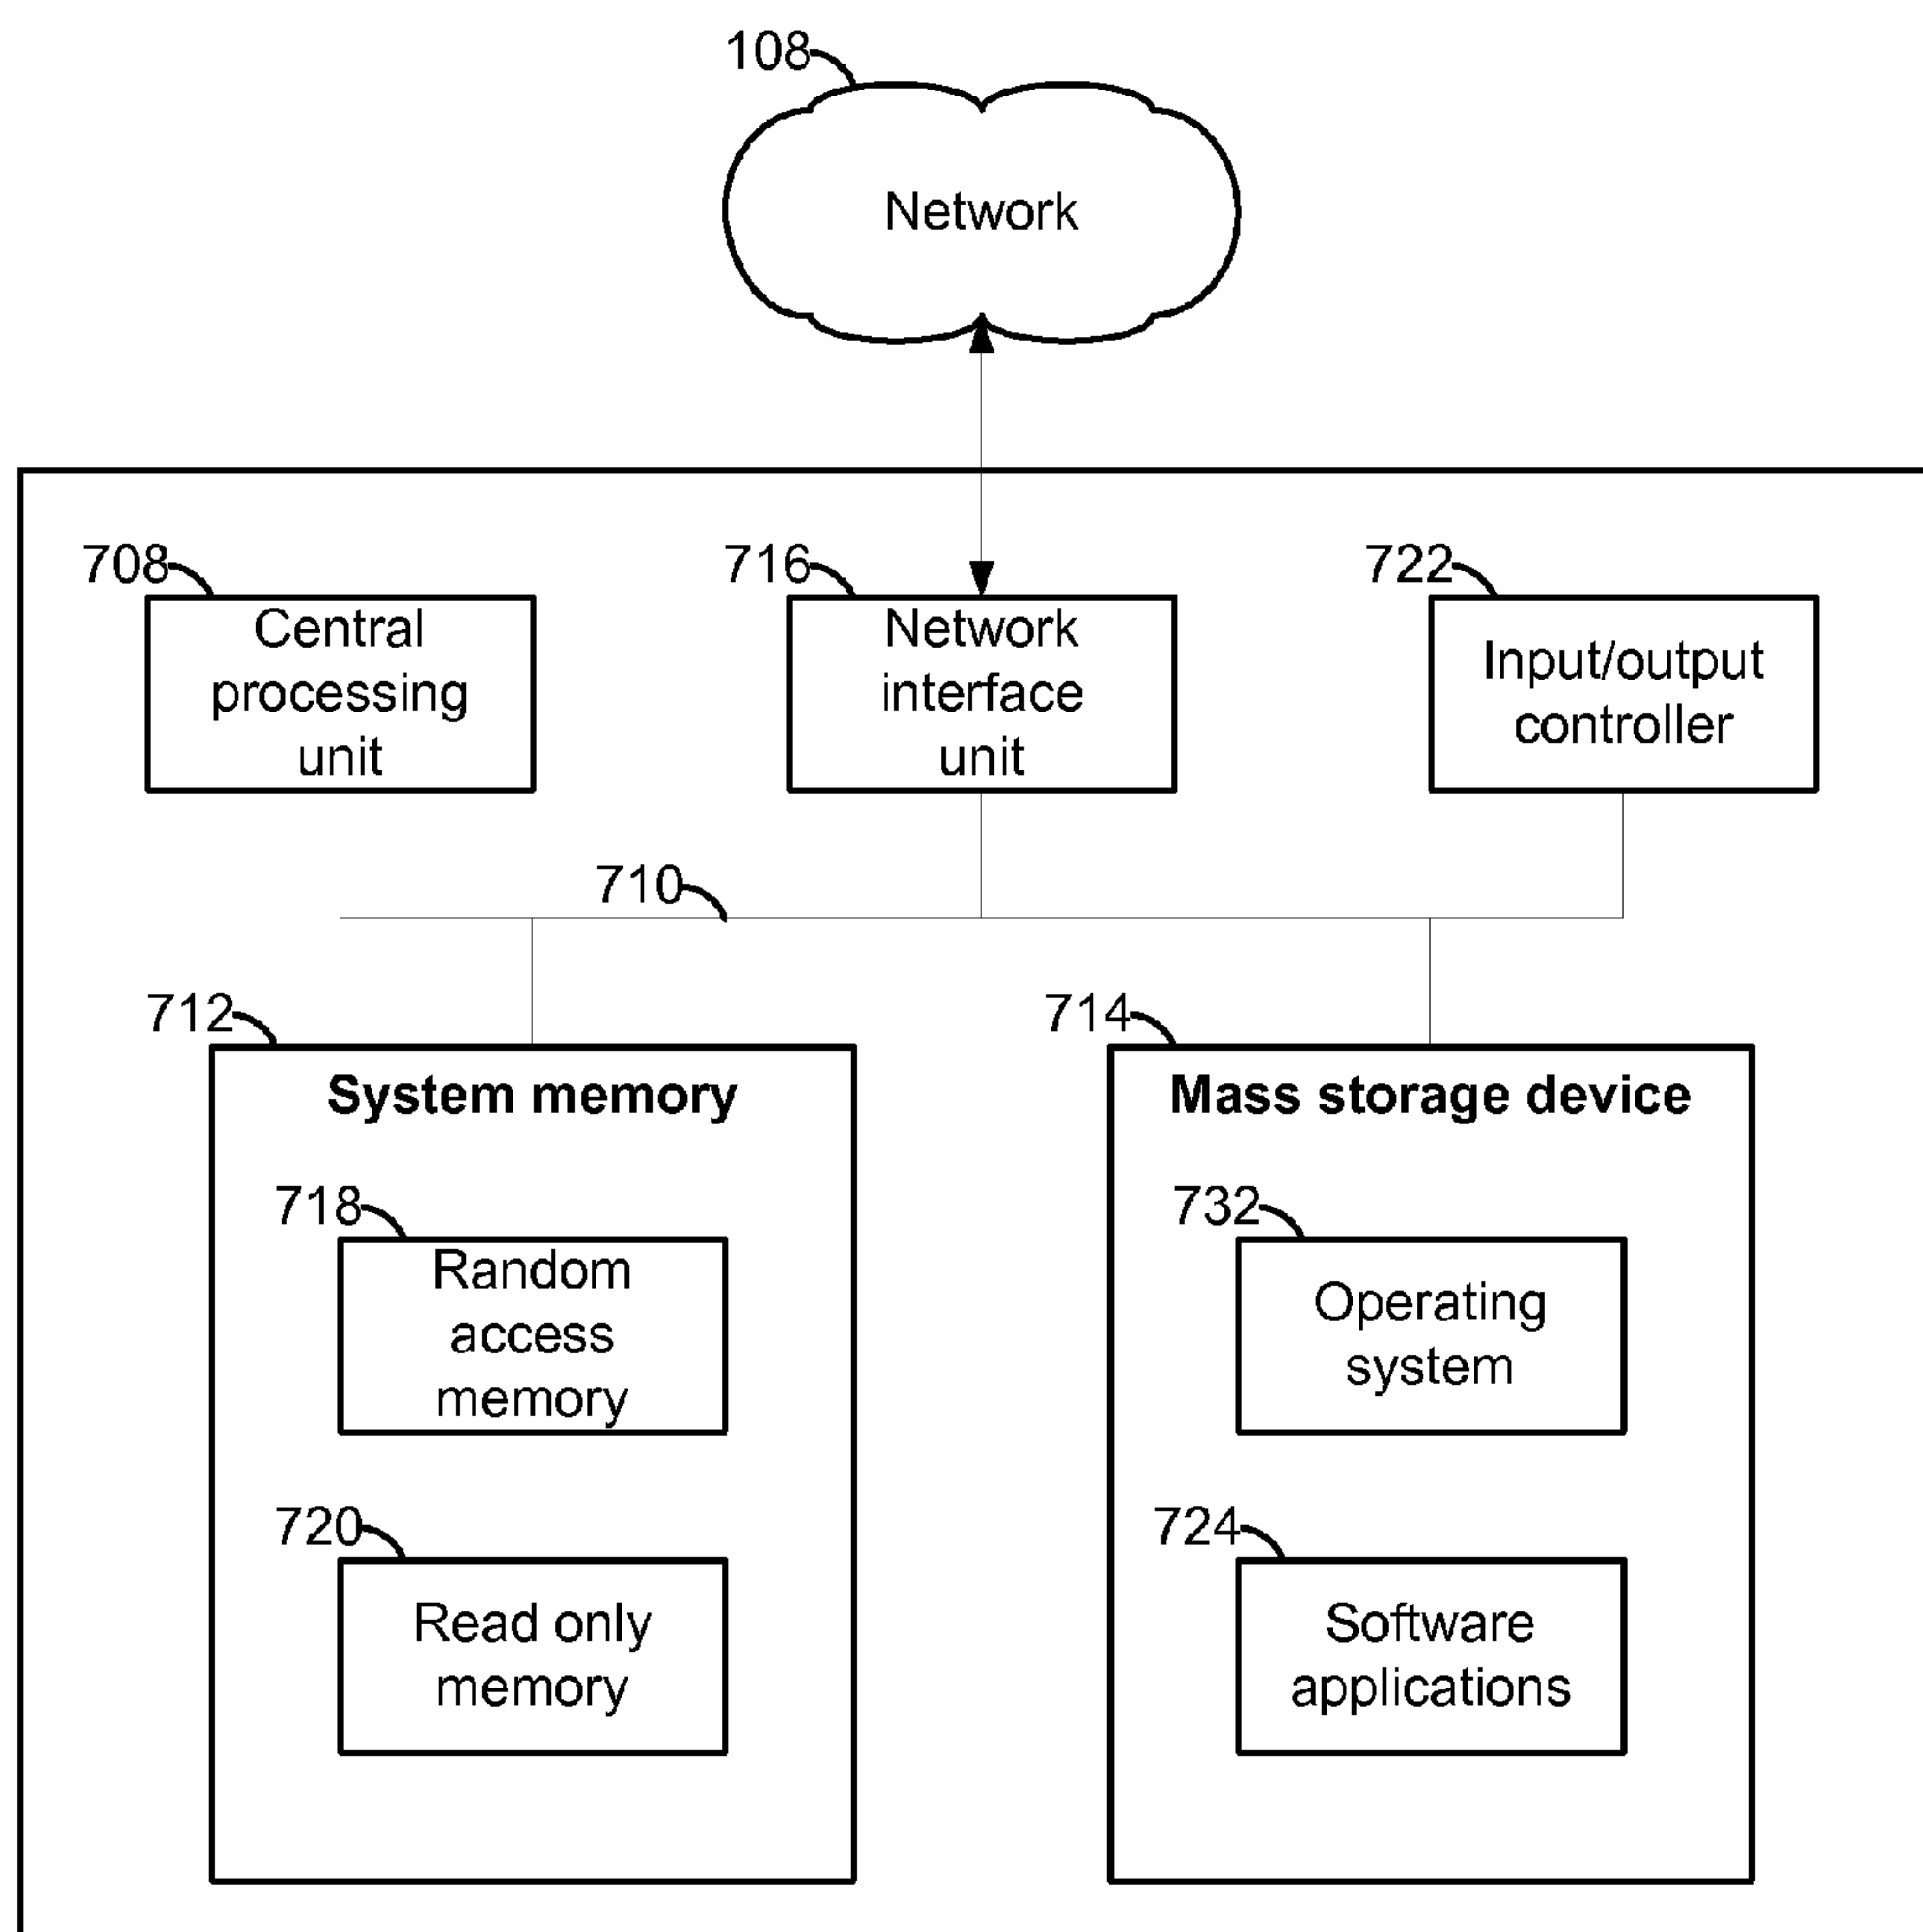 108
Network
708
716
722
Central
processing
unit
Network
interface
unit
Input/output
controller
710
712
714
System memory
Mass storage device
718
732
Random
access
memory
Operating
system
720
724
Read only
memory
Software
applications